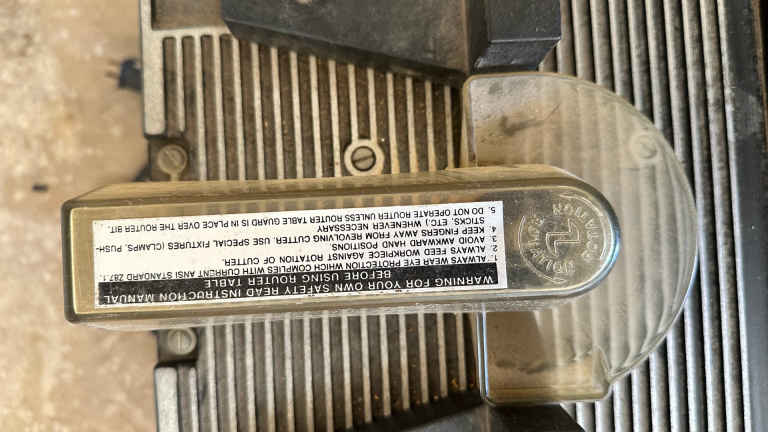 WARNING FOR YOUR OWN SAFETY READ INSTRUCTION MANUAL
BEFORE USING ROUTER TABLE
1. ALWAYS WEAR EYE PROTECTION WHICH COMPLIES WITH CURRENT ANSI STANDARD Z87.1.
2. ALWAYS FEED WORKPIECE AGAINST ROTATION OF CUTTER.
3. AVOID AWKWARD HAND POSITIONS
4. KEEP FINGERS AWAY FROM REVOLVING CUTTER, USE SPECIAL FIXTURES (CLAMPS, PUSH-
STICKS, ETC.) WHENEVER NECESSARY
5. DO NOT OPERATE ROUTER UNLESS ROUTER TABLE GUARD IS IN PLACE OVER THE ROUTER BIT.
ROTATION